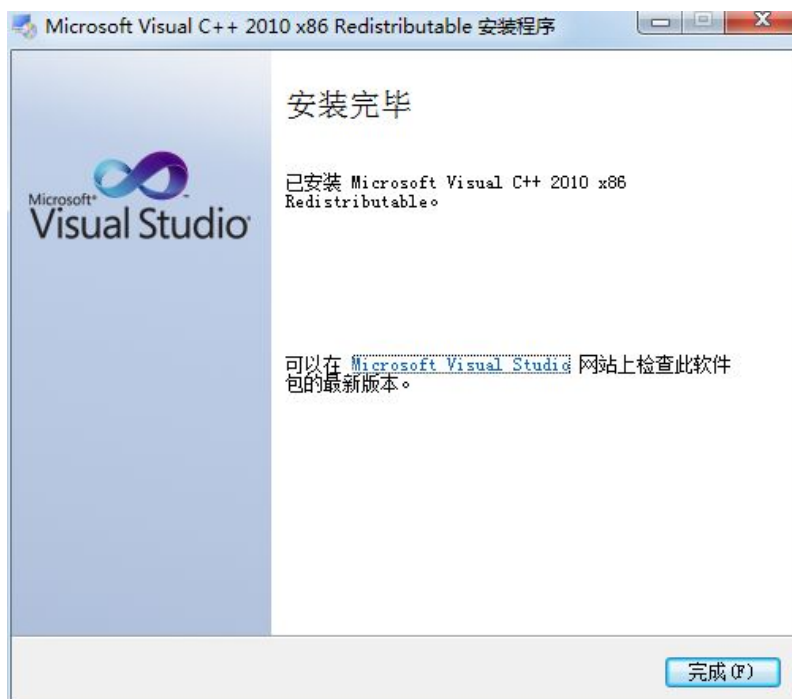 Microsoft Visual C++ 2010 x86 Redistributable 安装程序
安装完毕
已安装 Microsoft Visual C++ 2010 x86
Redistributable。
Microsoft
Visual Studio
可以在 Microsoft Visual Studio 网站上检查此软件
包的最新版本。
完成(F)